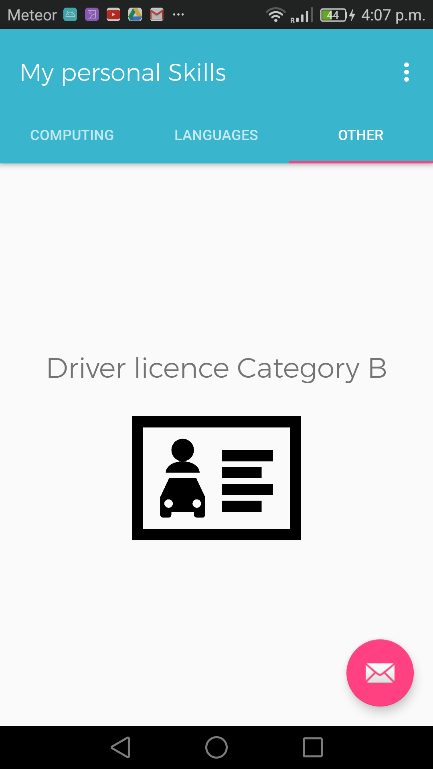 Meteor 44 4:07 p.m.
My personal Skills
COMPUTING LANGUAGES OTHER
Driver licence Category B